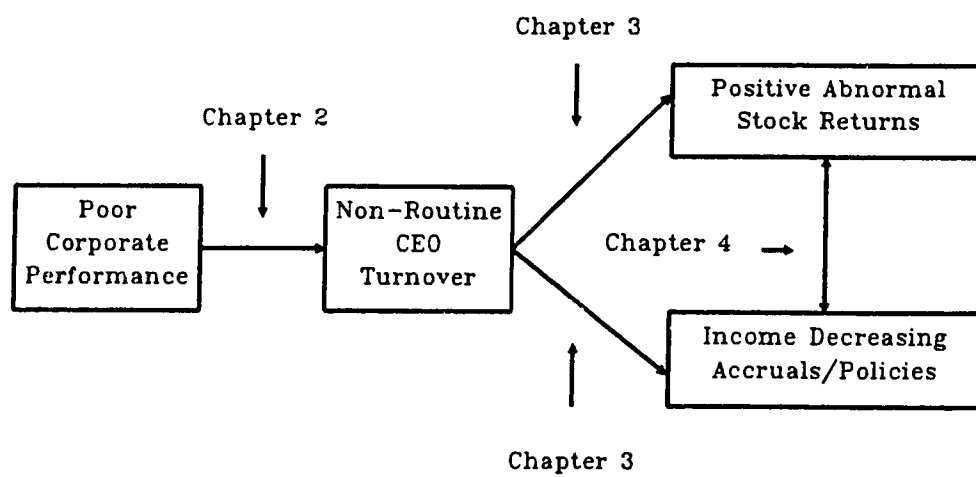 Chapter 3
Positive Abnormal
Stock Returns
Chapter 2
Poor
Corporate
Performance
Non-Routine
CEO
Turnover
Chapter 4
Income Decreasing
Accruals/Policies
Chapter 3